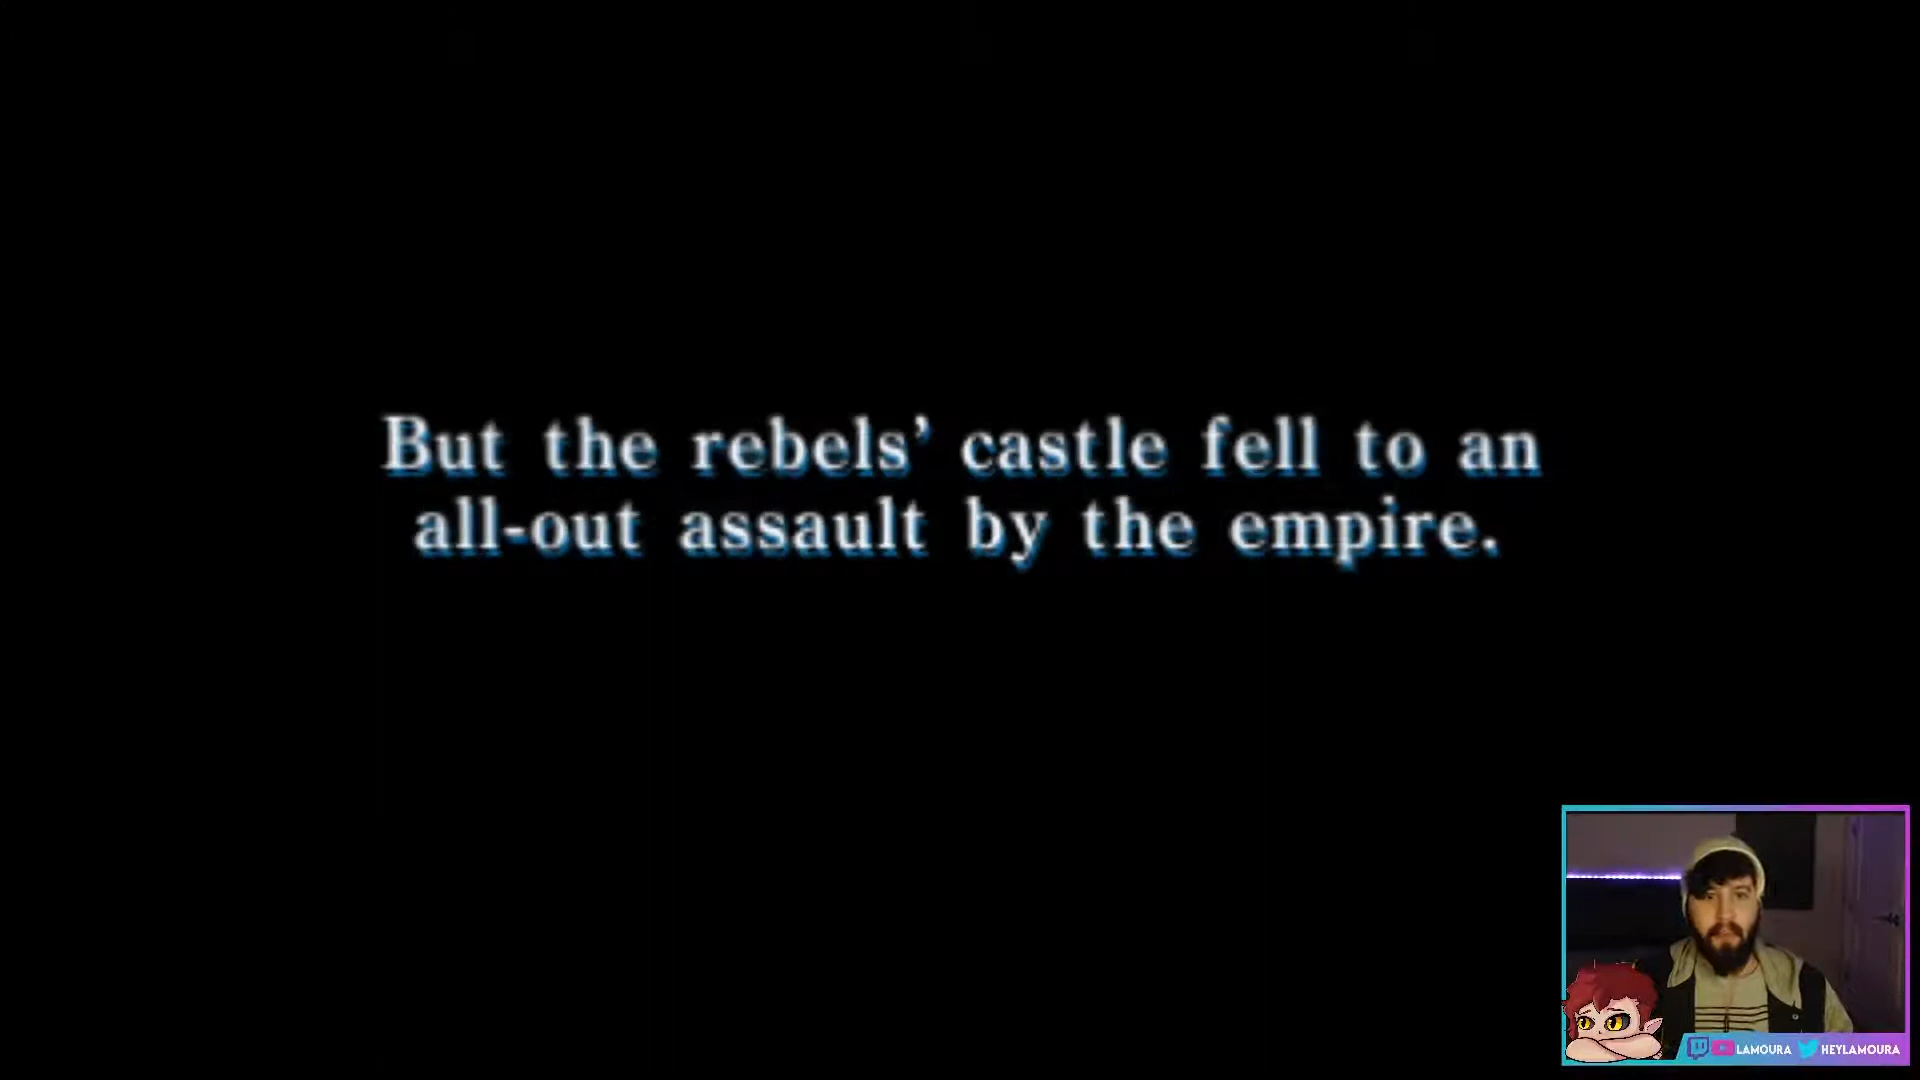 But the rebels’ castle fell to an
all-out assault by the empire.
LAMOURA HEYLAMOURA